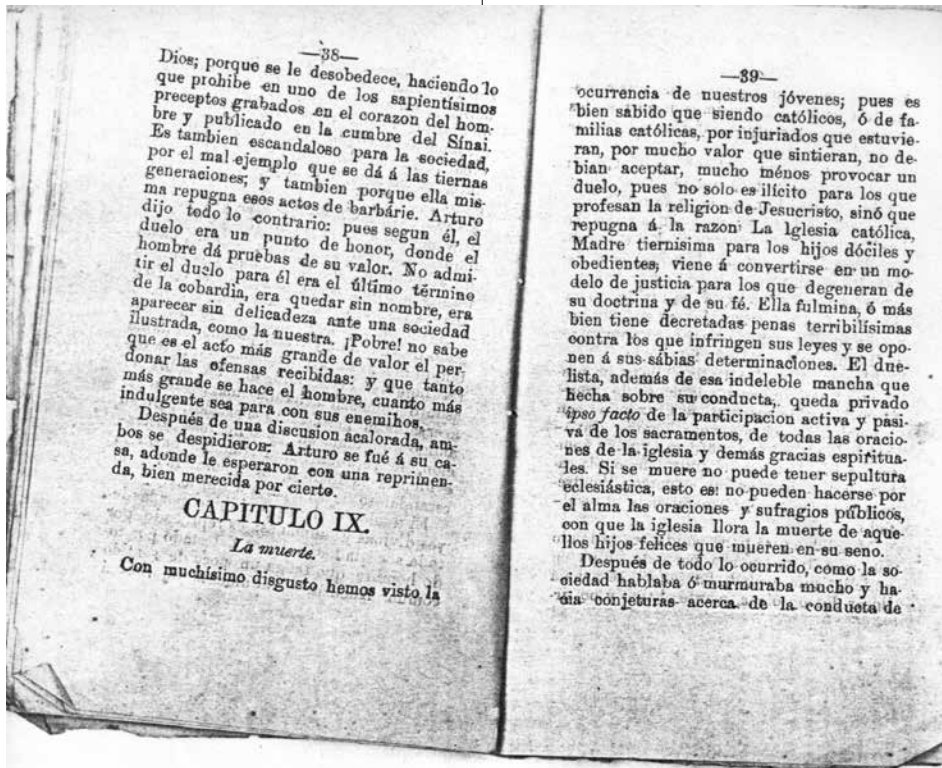 —38—
Dios; porque se le desobedece, haciendo lo
que prohibe en uno de los sapientísimos
preceptos grabados en el corazon del hom-
bre y publicado en la cumbre del Sínai.
Es tambien escandaloso para la sociedad,
por el mal ejemplo que se dá á las tiernas
generaciones; y tambien porque ella mis-
ma repugna esos actos de barbárie. Arturo
dijo todo lo contrario: pues segun él, el
duelo era un punto de honor, donde el
hombre dá pruebas de su valor. No admi-
tir el duelo para él era el último término
de la cobardia, era quedar sin nombre, era
aparecer sin delicadeza ante una sociedad
ilustrada, como la nuestra. ¡Pobre! no sabe
que es el acto más grande de valor el per-
donar las ofensas recibidas: y que tanto
más grande se hace el hombre, cuanto más
indulgente sea para con sus enemihos.
Después de una discusion acalorada, am-
bos se despidieron: Arturo se fué á su ca-
sa, adonde le esperaron con una reprimen-
da, bien merecida por cierto.
CAPITULO IX.
La muerte.
Con muchísimo disgusto hemos visto la
—39—
ocurrencia de nuestros jóvenes; pues es
bien sabido que siendo católicos, ó de fa-
milias católicas, por injuriados que estuvie-
ran, por mucho valor que sintieran, no de-
bian aceptar, mucho ménos provocar un
duelo, pues no solo es ilícito para los que
profesan la religion de Jesucristo, sinó que
repugna á la razon. La Iglesia católica,
Madre tiernisima para los hijos dóciles y
obedientes, viene á convertirse en un mo-
delo de justicia para los que degeneran de
su doctrina y de su fé. Ella fulmina, ó más
bien tiene decretadas penas terribilísimas
contra los que infringen sus leyes y se opo-
nen á sus sábias determinaciones. El due-
lista, además de esa indeleble mancha que
hecha sobre su conducta, queda privado
ipso facto de la participacion activa y pasi-
va de los sacramentos, de todas las oracio-
nes de la iglesia y demás gracias espiritua-
les. Si se muere no puede tener sepultura
eclesiástica, esto es: no pueden hacerse por
el alma las oraciones y sufragios públicos,
con que la iglesia llora la muerte de aque-
llos hijos felices que mueren en su seno.
Después de todo lo ocurrido, como la so-
ciedad hablaba ó murmuraba mucho y ha-
cia conjeturas acerca de la conducta de